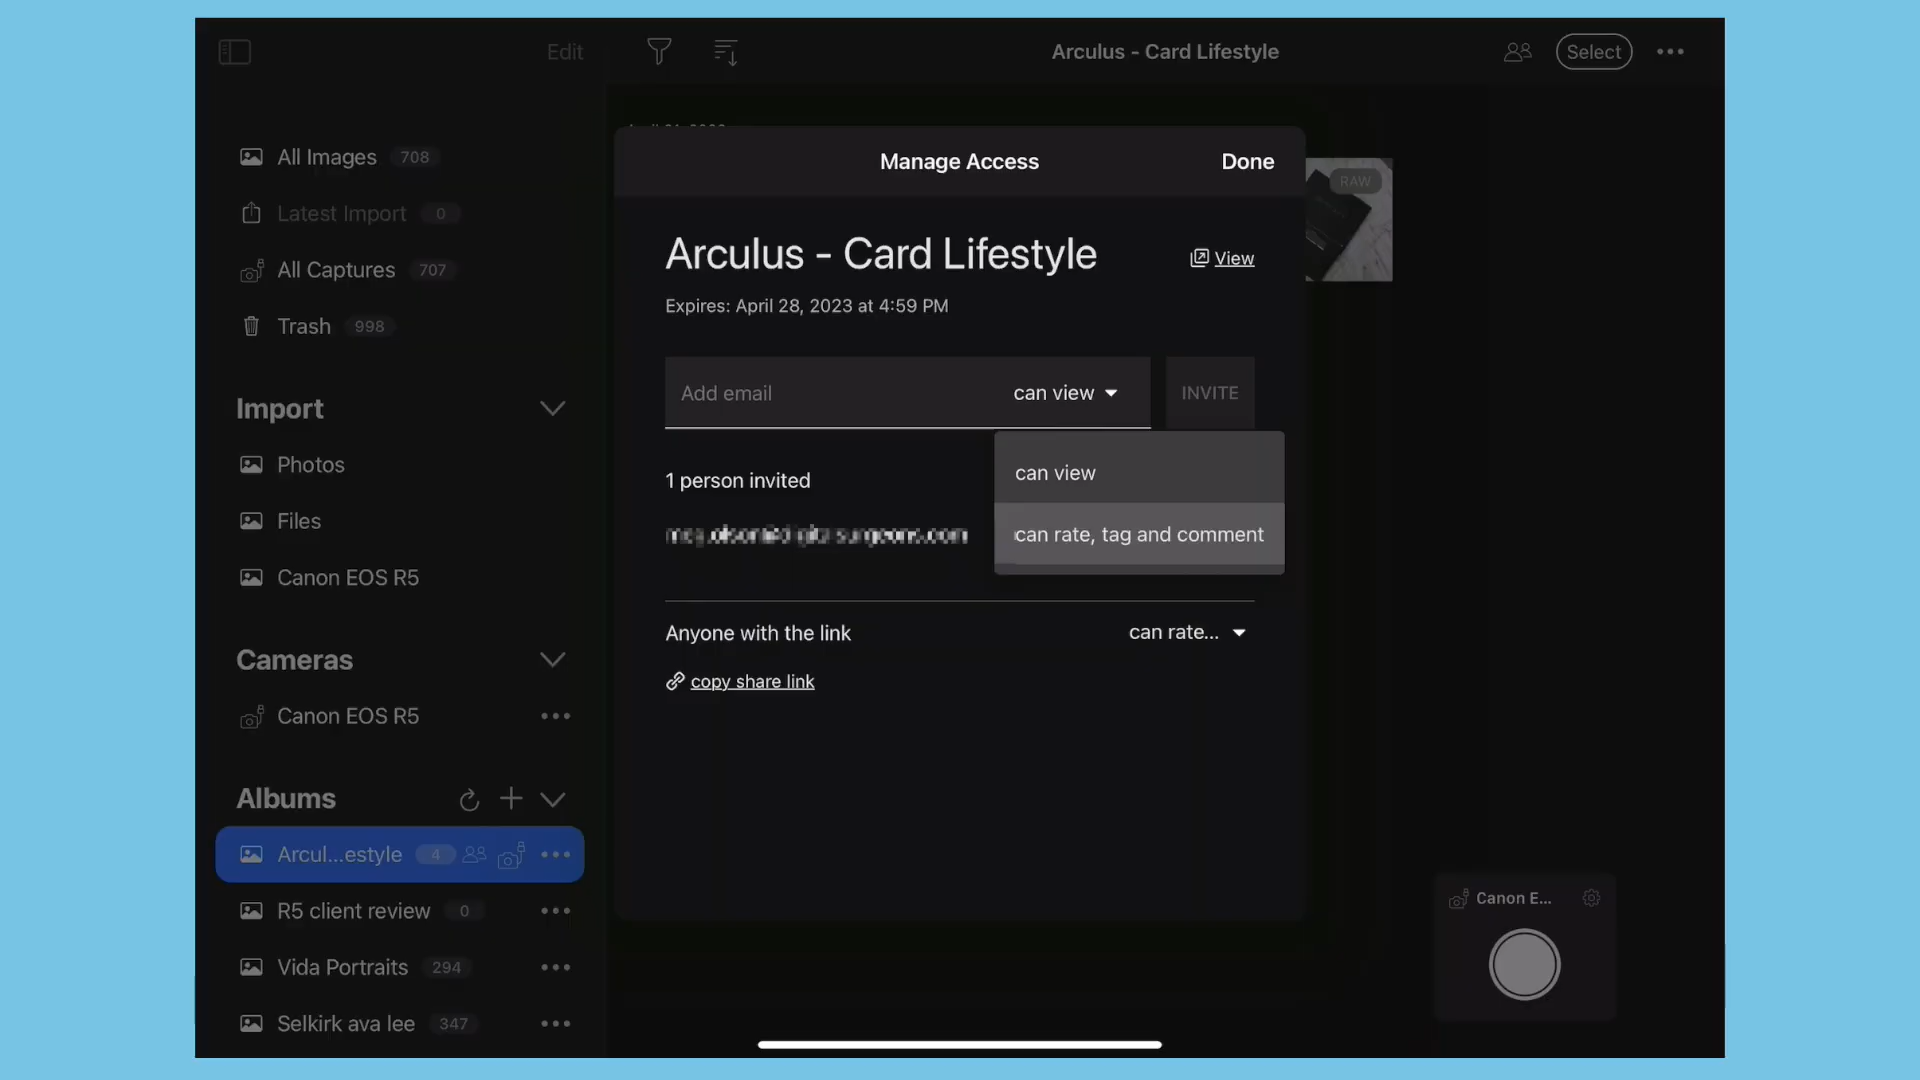 Edit
Arculus - Card Lifestyle
Select
All Images 708
Latest Import 0
All Captures 707
Trash 998
Import
Photos
Files
Canon EOS R5
Cameras
Canon EOS R5
Albums
Arcul...estyle 4
R5 client review 0
Vida Portraits 294
Selkirk ava lee 347
Manage Access
Done
RAW
Arculus - Card Lifestyle
View
Expires: April 28, 2023 at 4:59 PM
Add email
can view
INVITE
can view
1 person invited
can rate, tag and comment
Anyone with the link
can rate...
copy share link
Canon E...